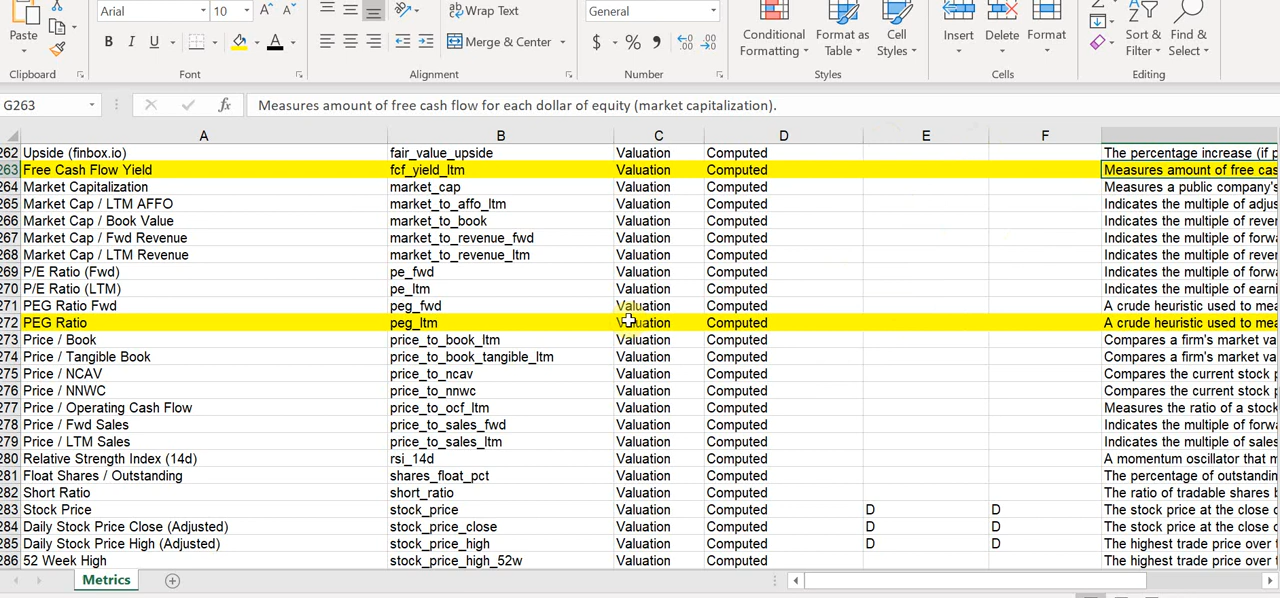 Arial 10 A A Wrap Text General
Paste B I U A Merge & Center $ % , Conditional Formatting Format as Table Cell Styles Insert Delete Format Sort & Filter Find & Select
Clipboard Font Alignment Number Styles Cells Editing
G263 fx Measures amount of free cash flow for each dollar of equity (market capitalization).
A B C D E F
262 Upside (finbox.io) fair_value_upside Valuation Computed The percentage increase (if p
263 Free Cash Flow Yield fcf_yield_ltm Valuation Computed Measures amount of free cas
264 Market Capitalization market_cap Valuation Computed Measures a public company's
265 Market Cap / LTM AFFO market_to_affo_ltm Valuation Computed Indicates the multiple of adjus
266 Market Cap / Book Value market_to_book Valuation Computed Indicates the multiple of rever
267 Market Cap / Fwd Revenue market_to_revenue_fwd Valuation Computed Indicates the multiple of forwa
268 Market Cap / LTM Revenue market_to_revenue_ltm Valuation Computed Indicates the multiple of rever
269 P/E Ratio (Fwd) pe_fwd Valuation Computed Indicates the multiple of forwa
270 P/E Ratio (LTM) pe_ltm Valuation Computed Indicates the multiple of earni
271 PEG Ratio Fwd peg_fwd Valuation Computed A crude heuristic used to mea
272 PEG Ratio peg_ltm Valuation Computed A crude heuristic used to mea
273 Price / Book price_to_book_ltm Valuation Computed Compares a firm's market va
274 Price / Tangible Book price_to_book_tangible_ltm Valuation Computed Compares a firm's market va
275 Price / NCAV price_to_ncav Valuation Computed Compares the current stock p
276 Price / NNWC price_to_nnwc Valuation Computed Compares the current stock p
277 Price / Operating Cash Flow price_to_ocf_ltm Valuation Computed Measures the ratio of a stock
278 Price / Fwd Sales price_to_sales_fwd Valuation Computed Indicates the multiple of forwa
279 Price / LTM Sales price_to_sales_ltm Valuation Computed Indicates the multiple of sales
280 Relative Strength Index (14d) rsi_14d Valuation Computed A momentum oscillator that m
281 Float Shares / Outstanding shares_float_pct Valuation Computed The percentage of outstandin
282 Short Ratio short_ratio Valuation Computed The ratio of tradable shares b
283 Stock Price stock_price Valuation Computed D D The stock price at the close o
284 Daily Stock Price Close (Adjusted) stock_price_close Valuation Computed D D The stock price at the close o
285 Daily Stock Price High (Adjusted) stock_price_high Valuation Computed D D The highest trade price over t
286 52 Week High stock_price_high_52w Valuation Computed The highest trade price over t
Metrics